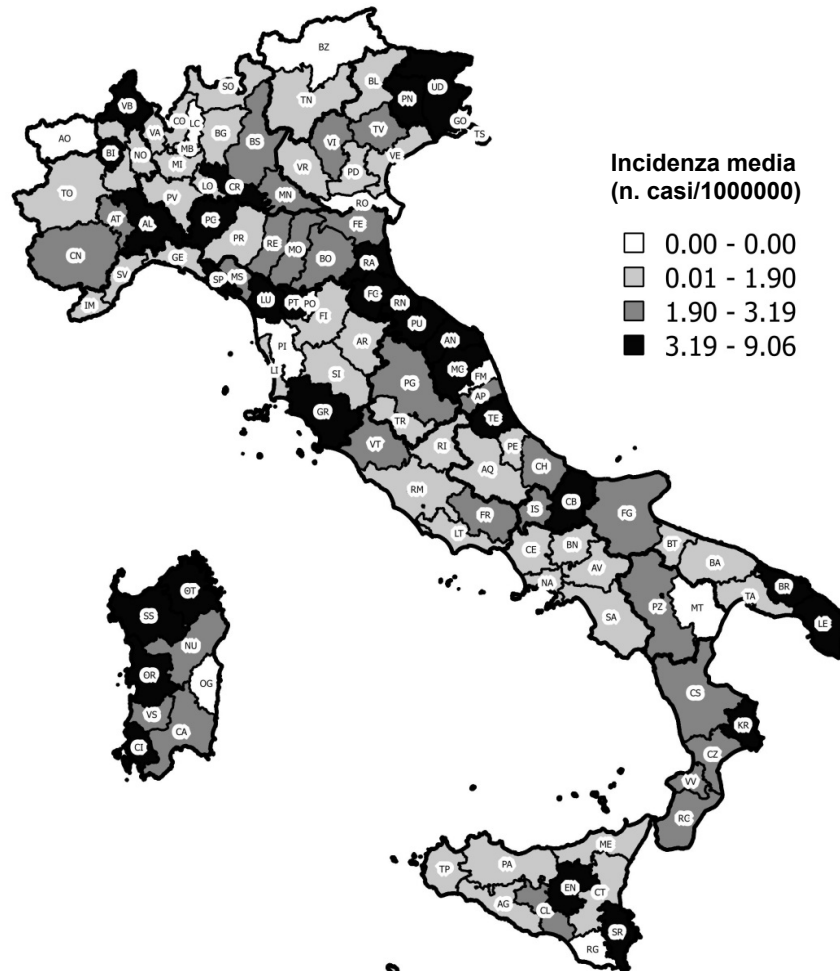 BZ
SO
BL
UD
VB
TN
PN
CO
LC
GO
AO
VA
BG
BS
VI
TV
TS
MB
BI
NO
MI
VR
PD
VE
LO
CR
TO
PV
MN
RO
AT
AL
PC
FE
PR
RE
MO
CN
GE
BO
RA
SV
SP
MS
FC
RN
IM
LU
PT
PO
FI
PU
AR
AN
PI
LI
SI
MC
FM
PG
AP
GR
TE
TR
VT
RI
PE
CH
AQ
RM
CB
IS
FR
FG
LT
CE
BN
BT
BA
AV
NA
BR
TA
SA
PZ
MT
LE
Incidenza media
(n. casi/1000000)
0.00 - 0.00
0.01 - 1.90
1.90 - 3.19
3.19 - 9.06
OT
SS
NU
OR
OG
VS
CA
CI
CS
KR
CZ
VV
RC
ME
PA
TP
EN
CT
AG
CL
SR
RG